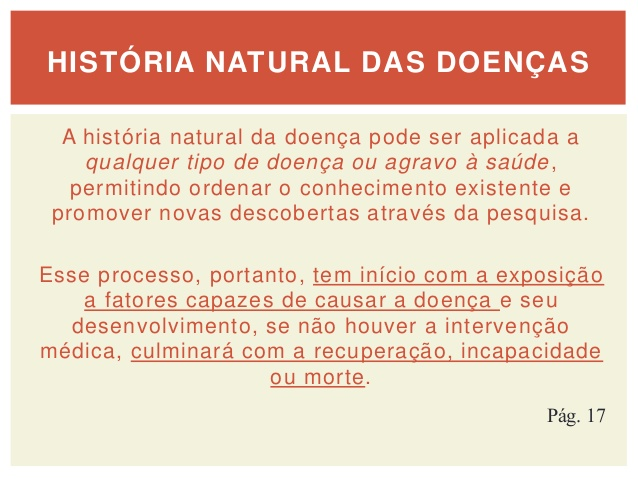 HISTÓRIA NATURAL DAS DOENÇAS
A história natural da doença pode ser aplicada a
qualquer tipo de doença ou agravo à saúde,
permitindo ordenar o conhecimento existente e
promover novas descobertas através da pesquisa.
Esse processo, portanto, tem início com a exposição
a fatores capazes de causar a doença e seu
desenvolvimento, se não houver a intervenção
médica, culminará com a recuperação, incapacidade
ou morte.
Pág. 17